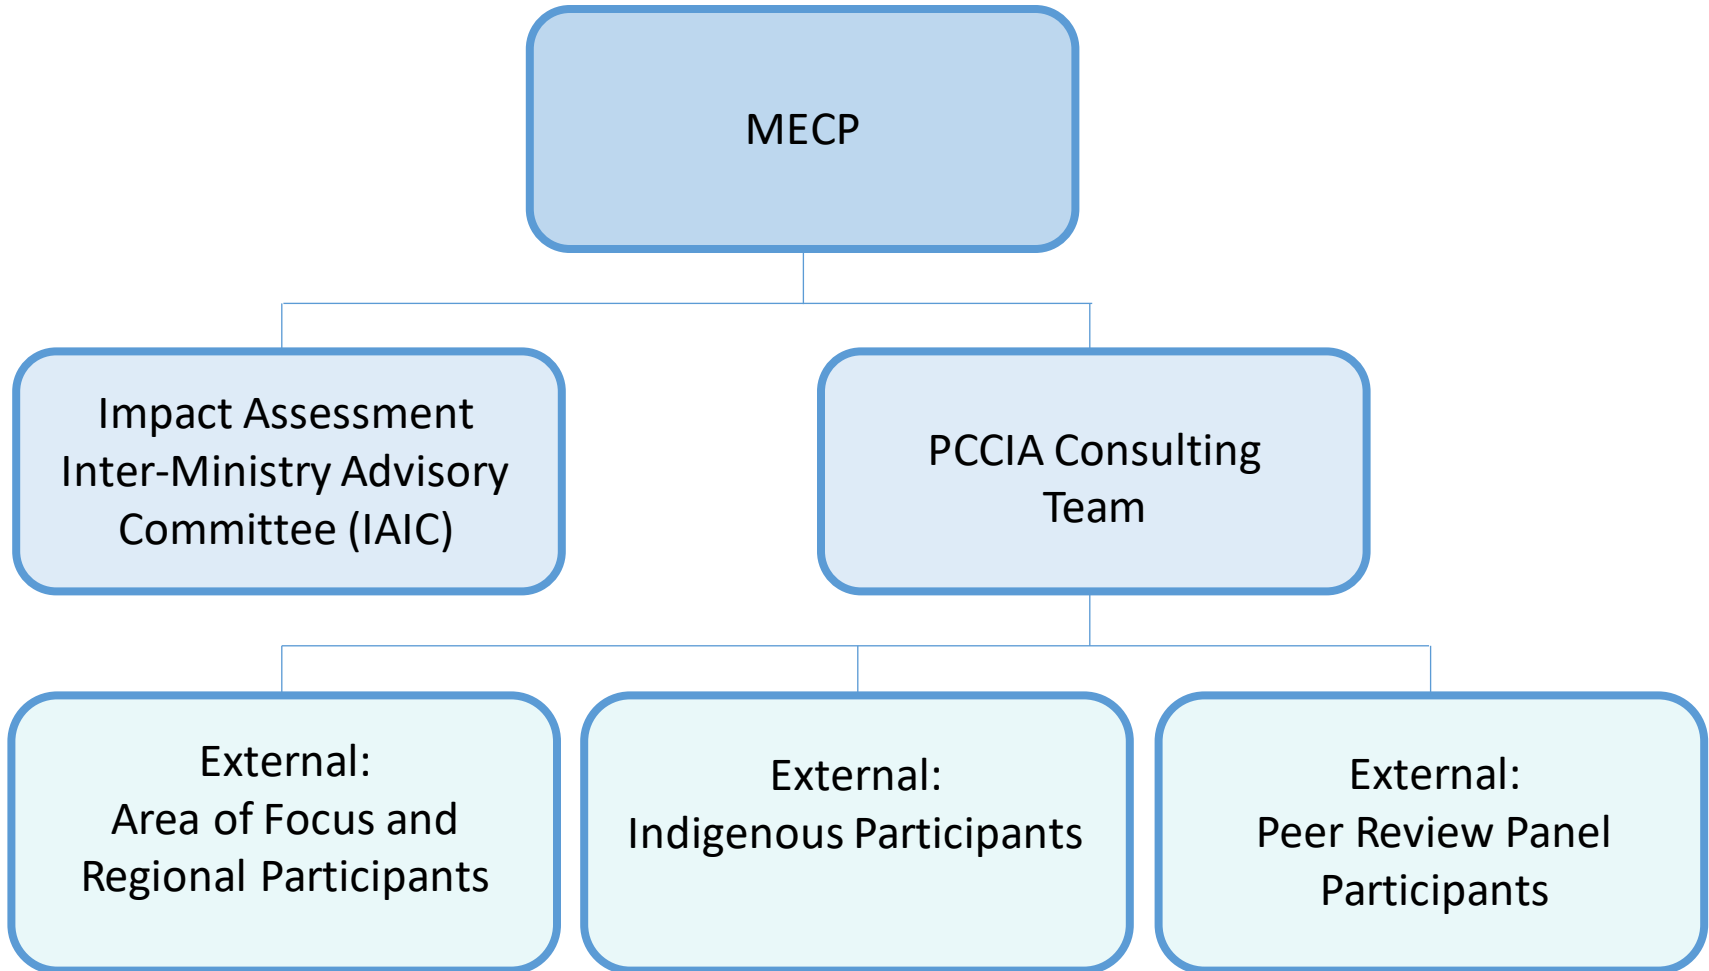 MECP
Impact Assessment
Inter-Ministry Advisory
Committee (IAIC)
PCCIA Consulting
Team
External:
Area of Focus and
Regional Participants
External:
Indigenous Participants
External:
Peer Review Panel
Participants